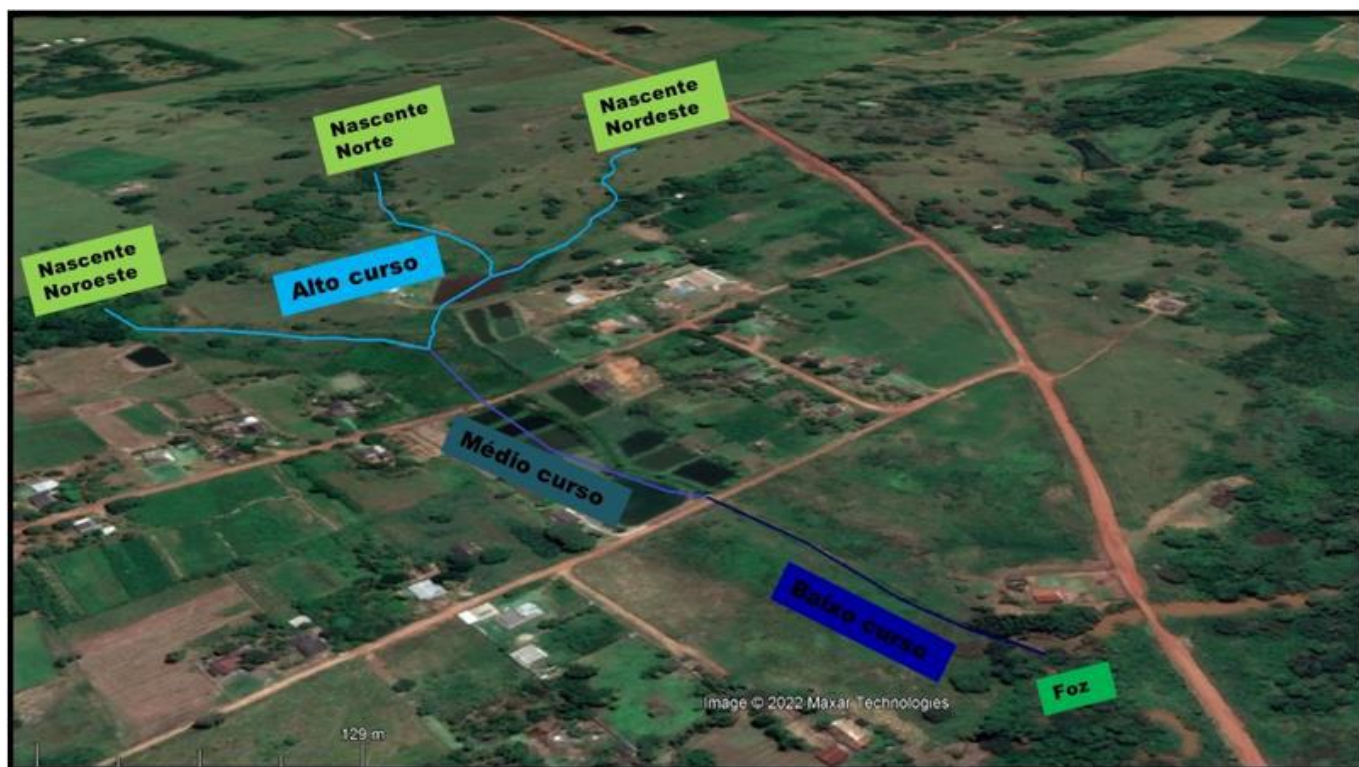 Nascente
Nordeste
Nascente
Norte
Nascente
Noroeste
Alto curso
Médio curso
Baixo curso
Foz
Image © 2022 Maxar Technologies
129 m